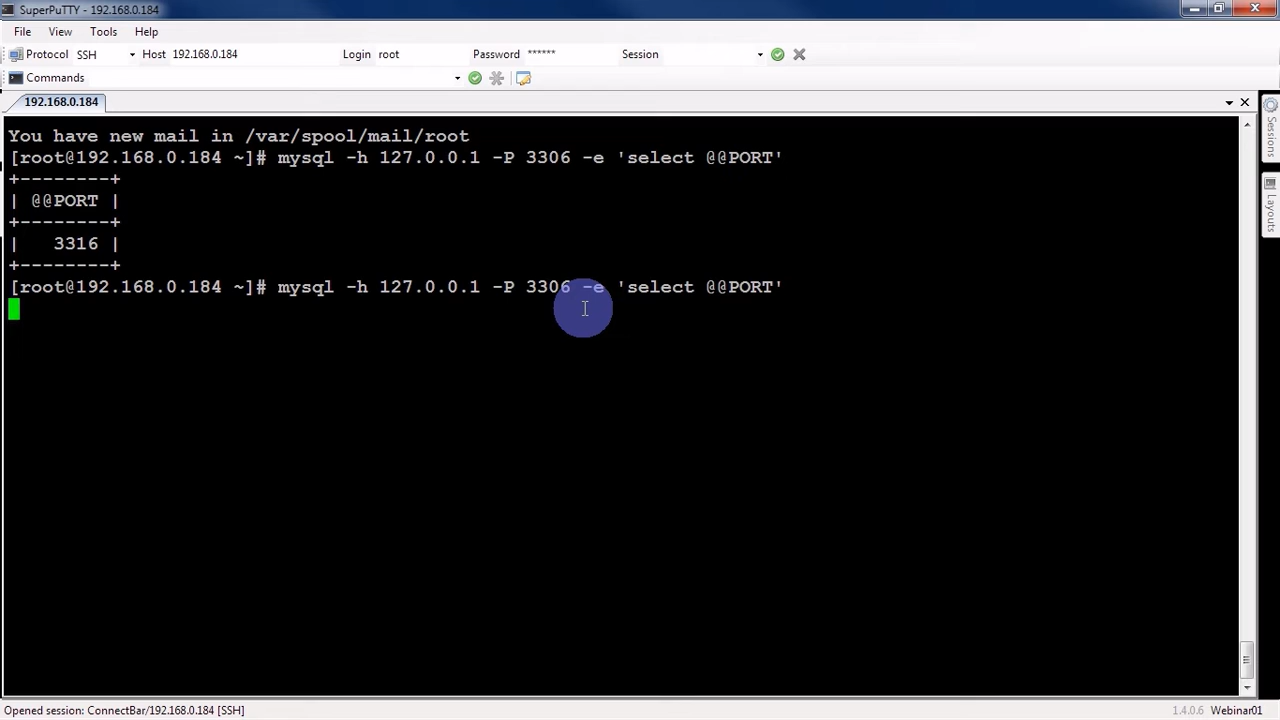 SuperPuTTY - 192.168.0.184
File View Tools Help
Protocol SSH Host 192.168.0.184 Login root Password ****** Session
Commands
192.168.0.184
You have new mail in /var/spool/mail/root
[root@192.168.0.184 ~]# mysql -h 127.0.0.1 -P 3306 -e 'select @@PORT'
+--------+
| @@PORT |
+--------+
|   3316 |
+--------+
[root@192.168.0.184 ~]# mysql -h 127.0.0.1 -P 3306 -e 'select @@PORT'
Sessions
Layouts
Opened session: ConnectBar/192.168.0.184 [SSH] 1.4.0.6 Webinar01